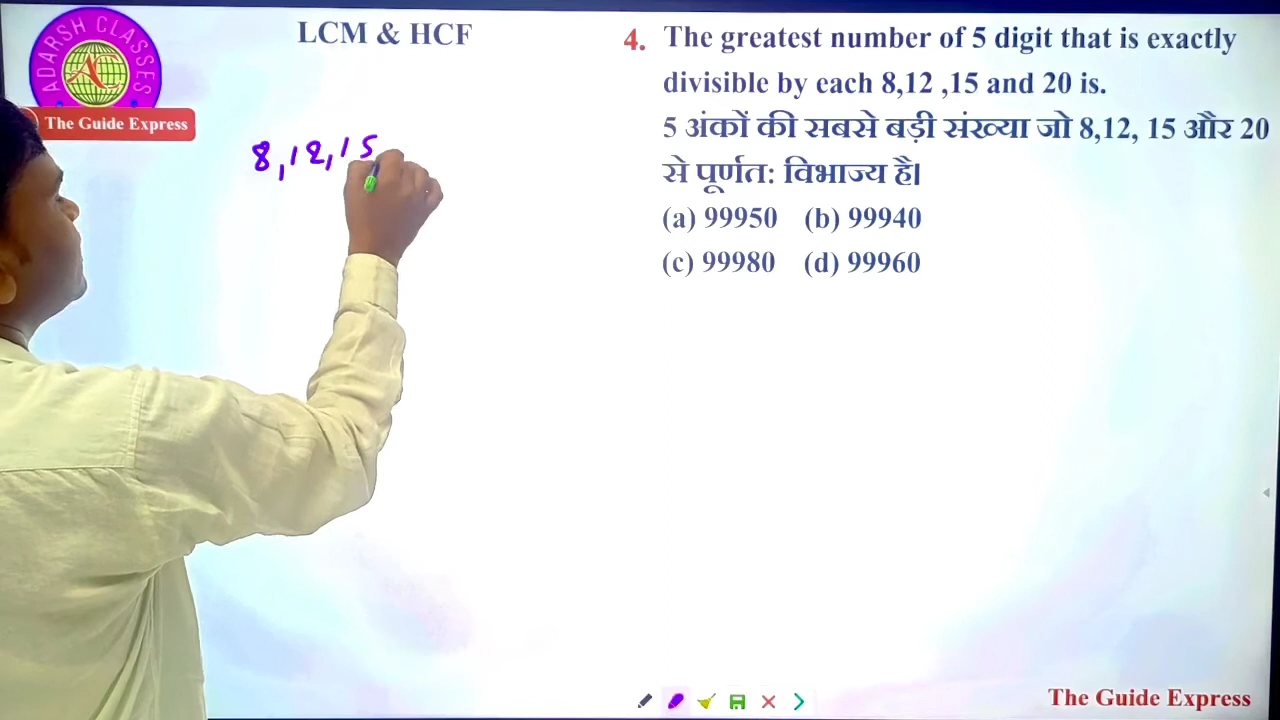 ADARSH CLASSES
The Guide Express
LCM & HCF
8,12,15
4. The greatest number of 5 digit that is exactly
divisible by each 8,12 ,15 and 20 is.
5 अंकों की सबसे बड़ी संख्या जो 8,12, 15 और 20
से पूर्णत: विभाज्य है।
(a) 99950 (b) 99940
(c) 99980 (d) 99960
The Guide Express